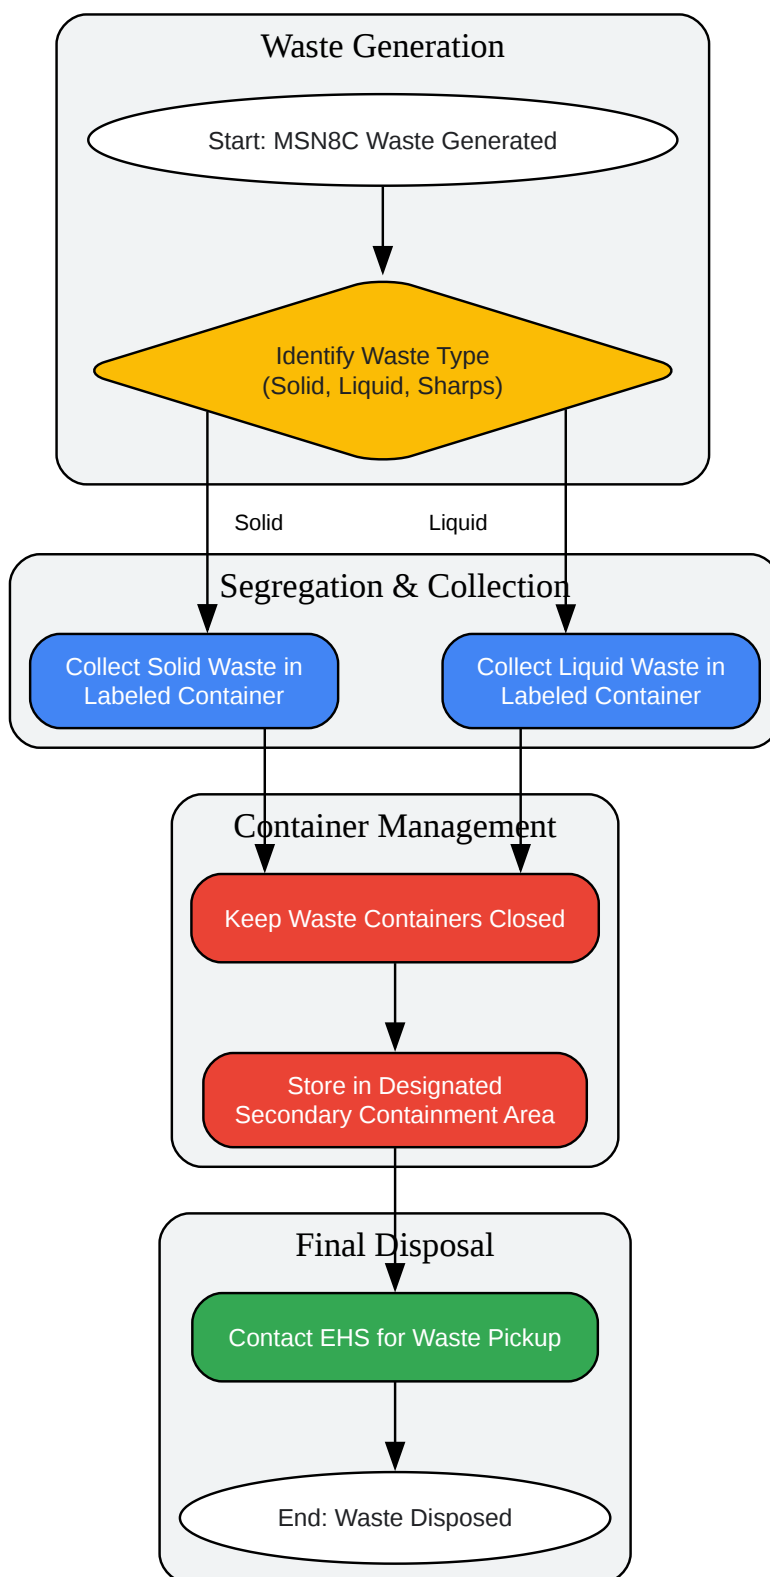 Waste Generation
Start: MSN8C Waste Generated
Identify Waste Type
(Solid, Liquid, Sharps)
Solid
Liquid
Segregation & Collection
Collect Solid Waste in
Labeled Container
Collect Liquid Waste in
Labeled Container
Container Management
Keep Waste Containers Closed
Store in Designated
Secondary Containment Area
Final Disposal
Contact EHS for Waste Pickup
End: Waste Disposed